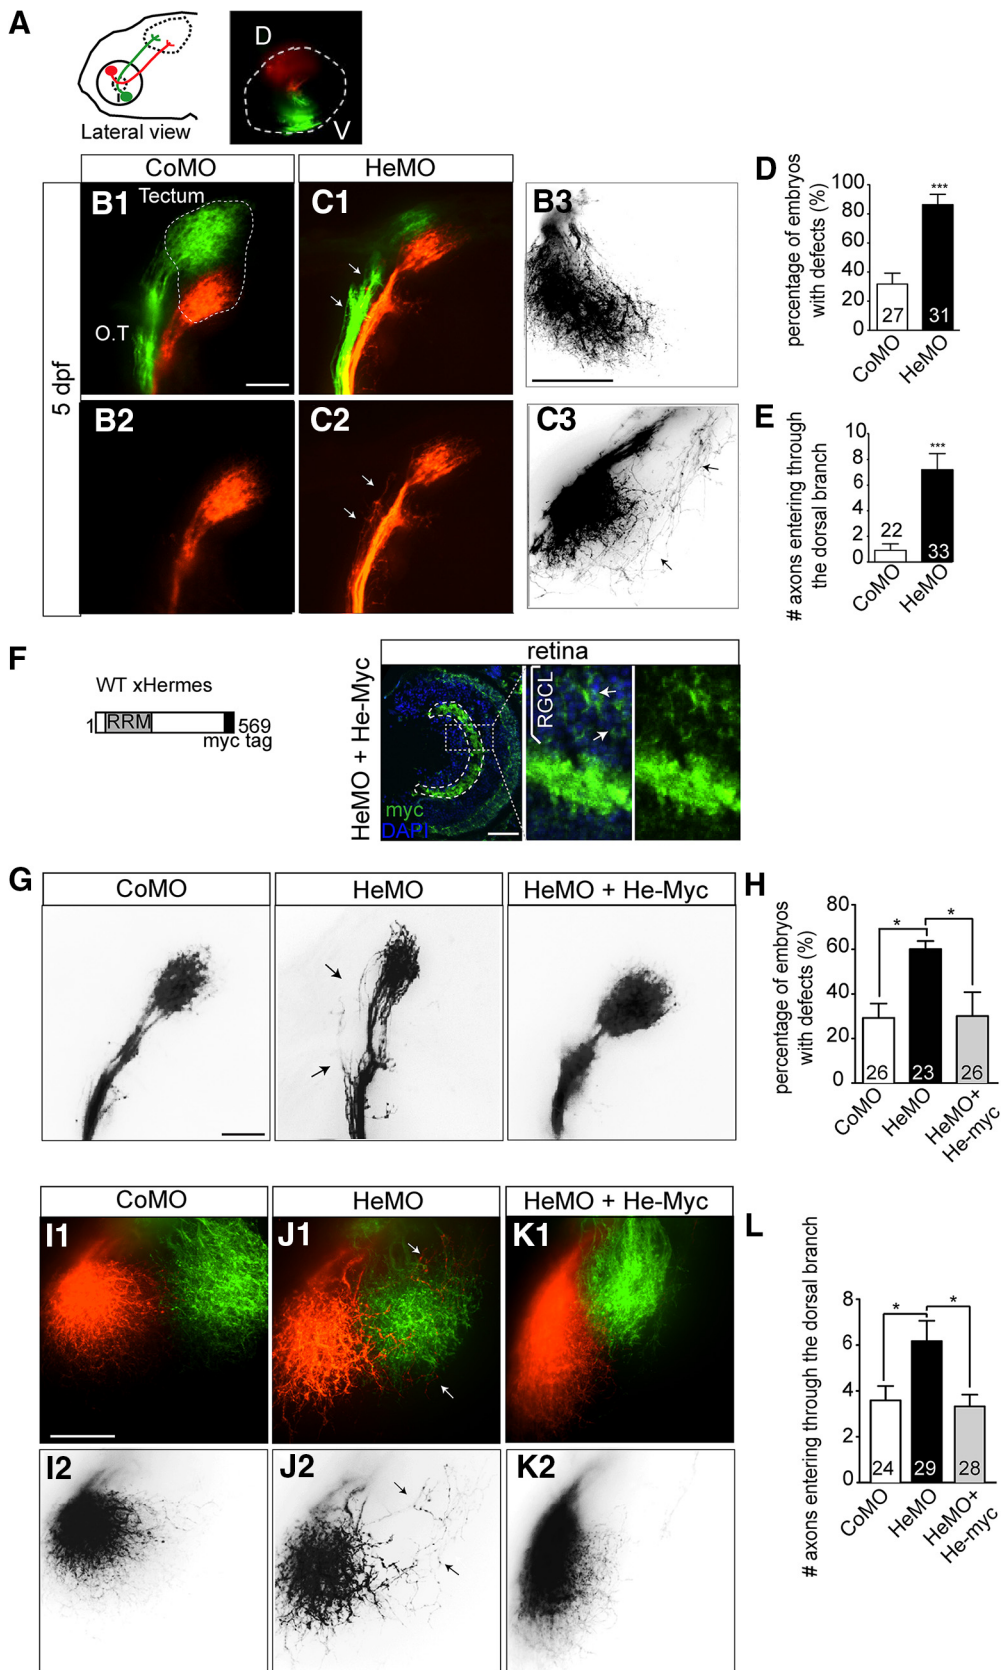 A
D
V
Lateral view
CoMO
HeMO
B1
Tectum
O.T
C1
B3
5 dpf
B2
C2
C3
D
percentage of embryos
with defects (%)
100
80
60
40
20
0
27
31
***
CoMO
HeMO
E
# axons entering through
the dorsal branch
10
8
6
4
2
0
22
33
***
CoMO
HeMO
F
WT xHermes
1
RRM
569
myc tag
HeMO + He-Myc
retina
myc
DAPI
RGCL
G
CoMO
HeMO
HeMO + He-Myc
H
percentage of embryos
with defects (%)
80
60
40
20
0
*
*
26
23
26
CoMO
HeMO
HeMO+
He-myc
CoMO
HeMO
HeMO + He-Myc
I1
J1
K1
I2
J2
K2
L
# axons entering through the dorsal branch
8
6
4
2
0
*
*
24
29
28
CoMO
HeMO
HeMO+
He-myc